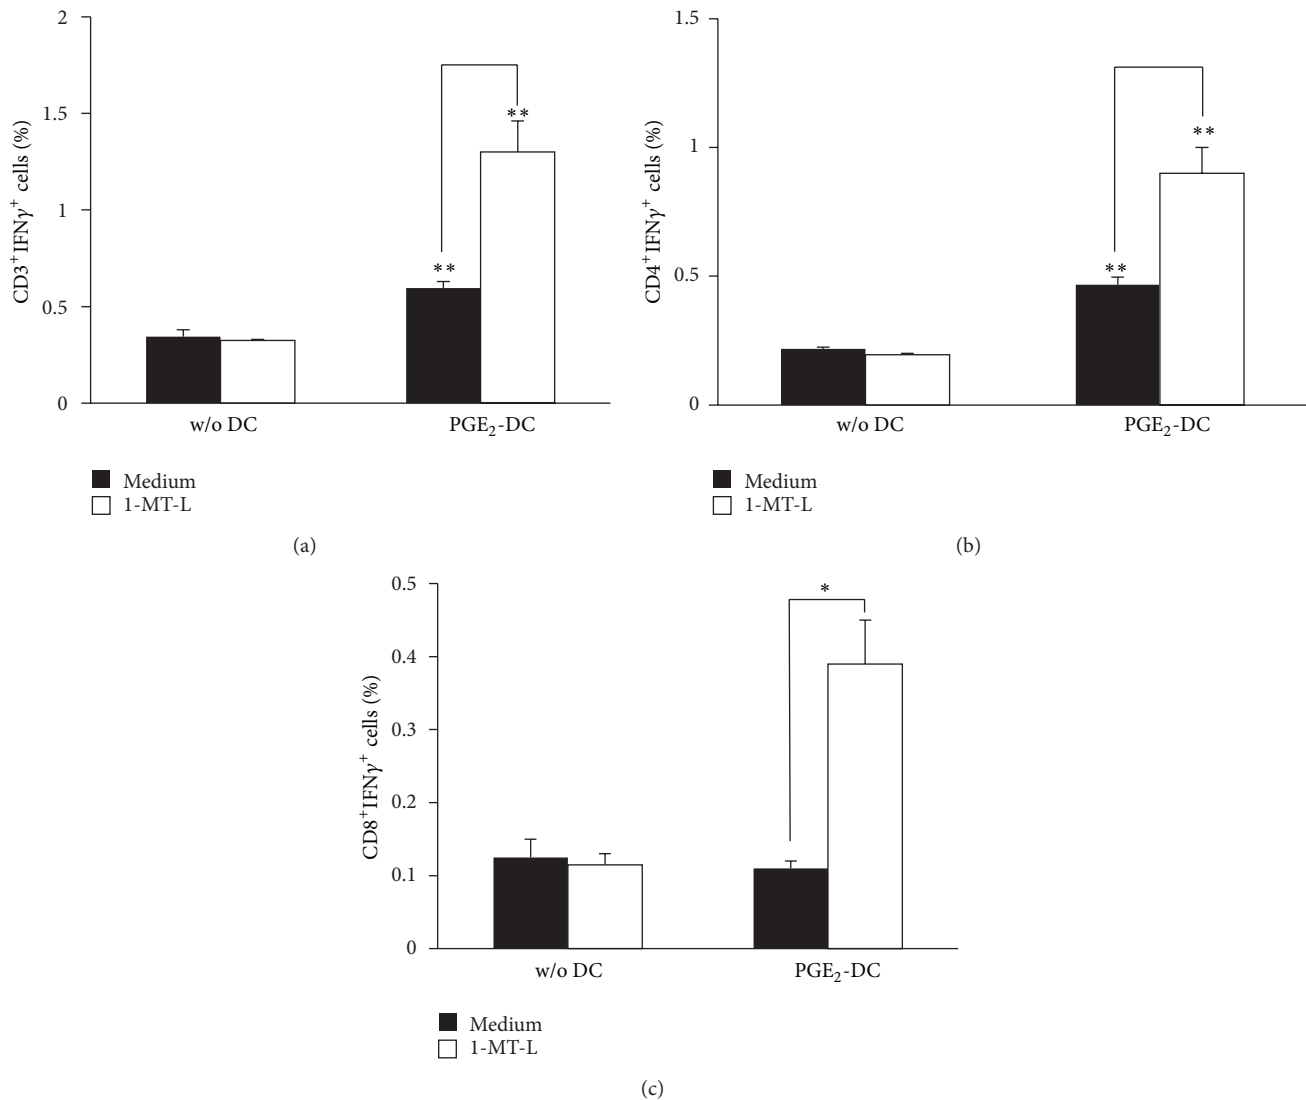 2
1.5
1
0.5
0
CD3⁺IFNγ⁺ cells (%)
**
**
w/o DC
PGE₂-DC
Medium
1-MT-L
(a)
1.5
1
0.5
0
CD4⁺IFNγ⁺ cells (%)
**
**
w/o DC
PGE₂-DC
Medium
1-MT-L
(b)
0.5
0.4
0.3
0.2
0.1
0
CD8⁺IFNγ⁺ cells (%)
*
w/o DC
PGE₂-DC
Medium
1-MT-L
(c)